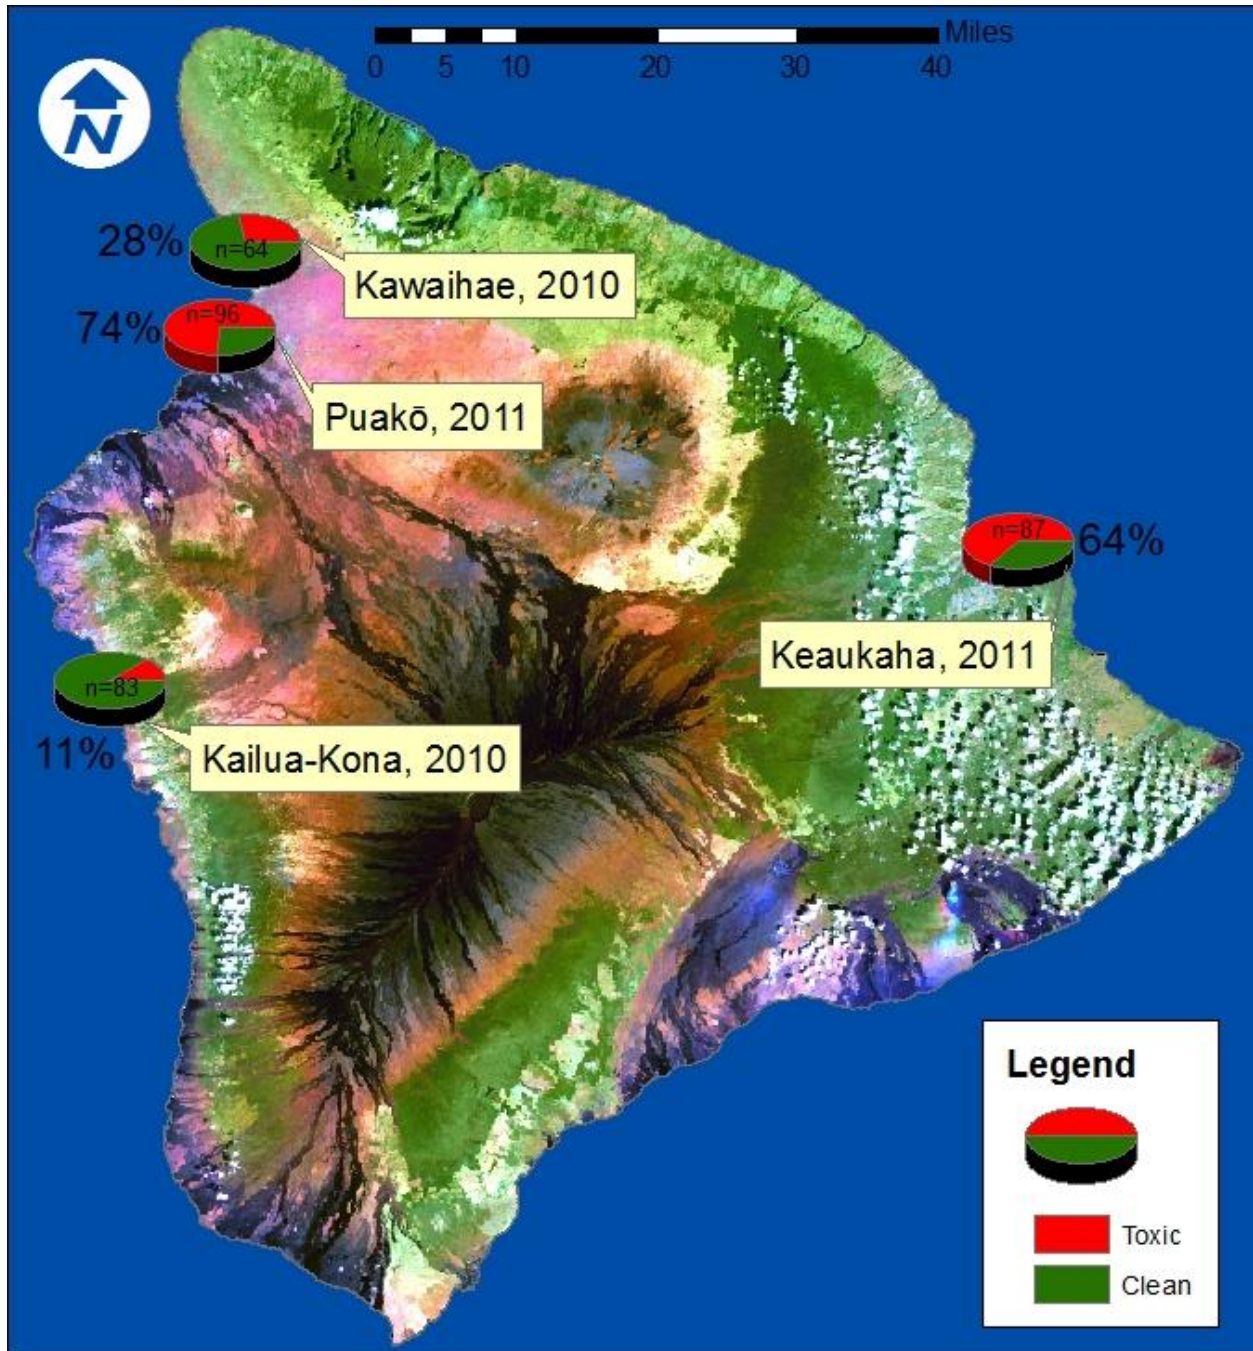 Miles
0 5 10 20 30 40
N
28%
n=64
Kawaihae, 2010
74%
n=96
Puakō, 2011
n=87
64%
Keaukaha, 2011
n=83
11%
Kailua-Kona, 2010
Legend
Toxic
Clean